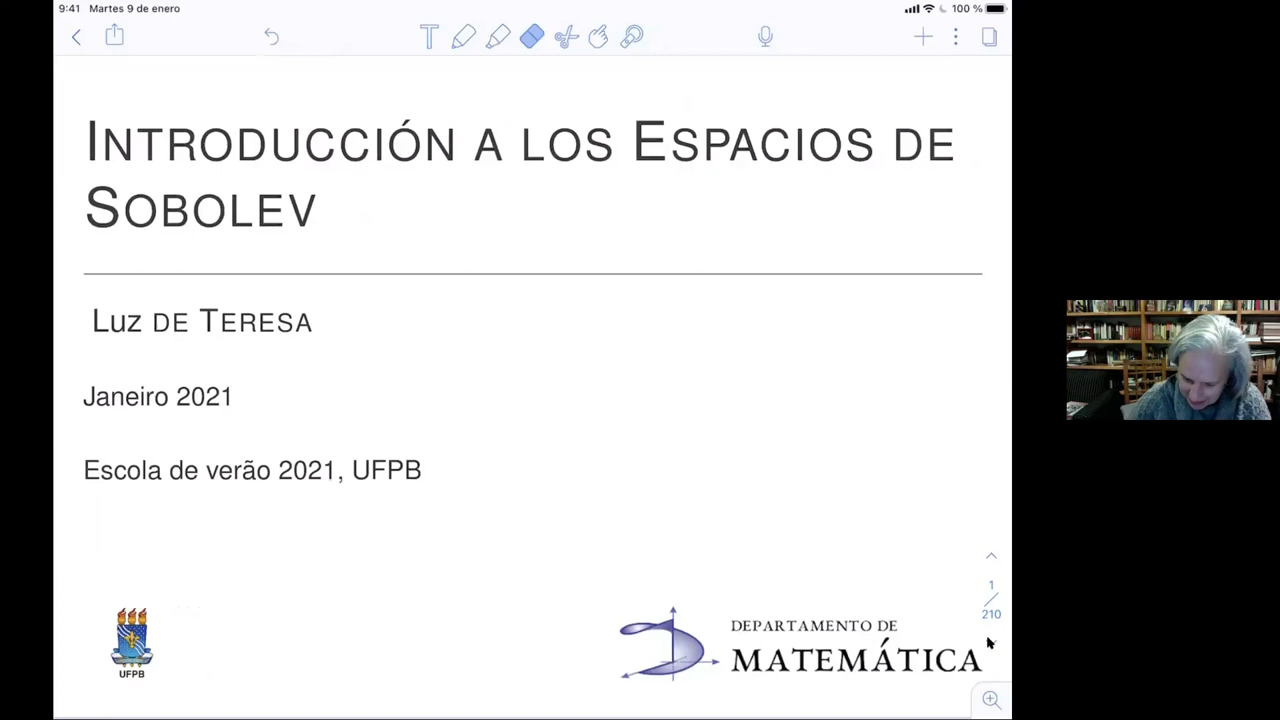 9:41 Martes 9 de enero
100 %
INTRODUCCIÓN A LOS ESPACIOS DE
SOBOLEV
Luz DE TERESA
Janeiro 2021
Escola de verão 2021, UFPB
1
210
UFPB
DEPARTAMENTO DE
MATEMÁTICA